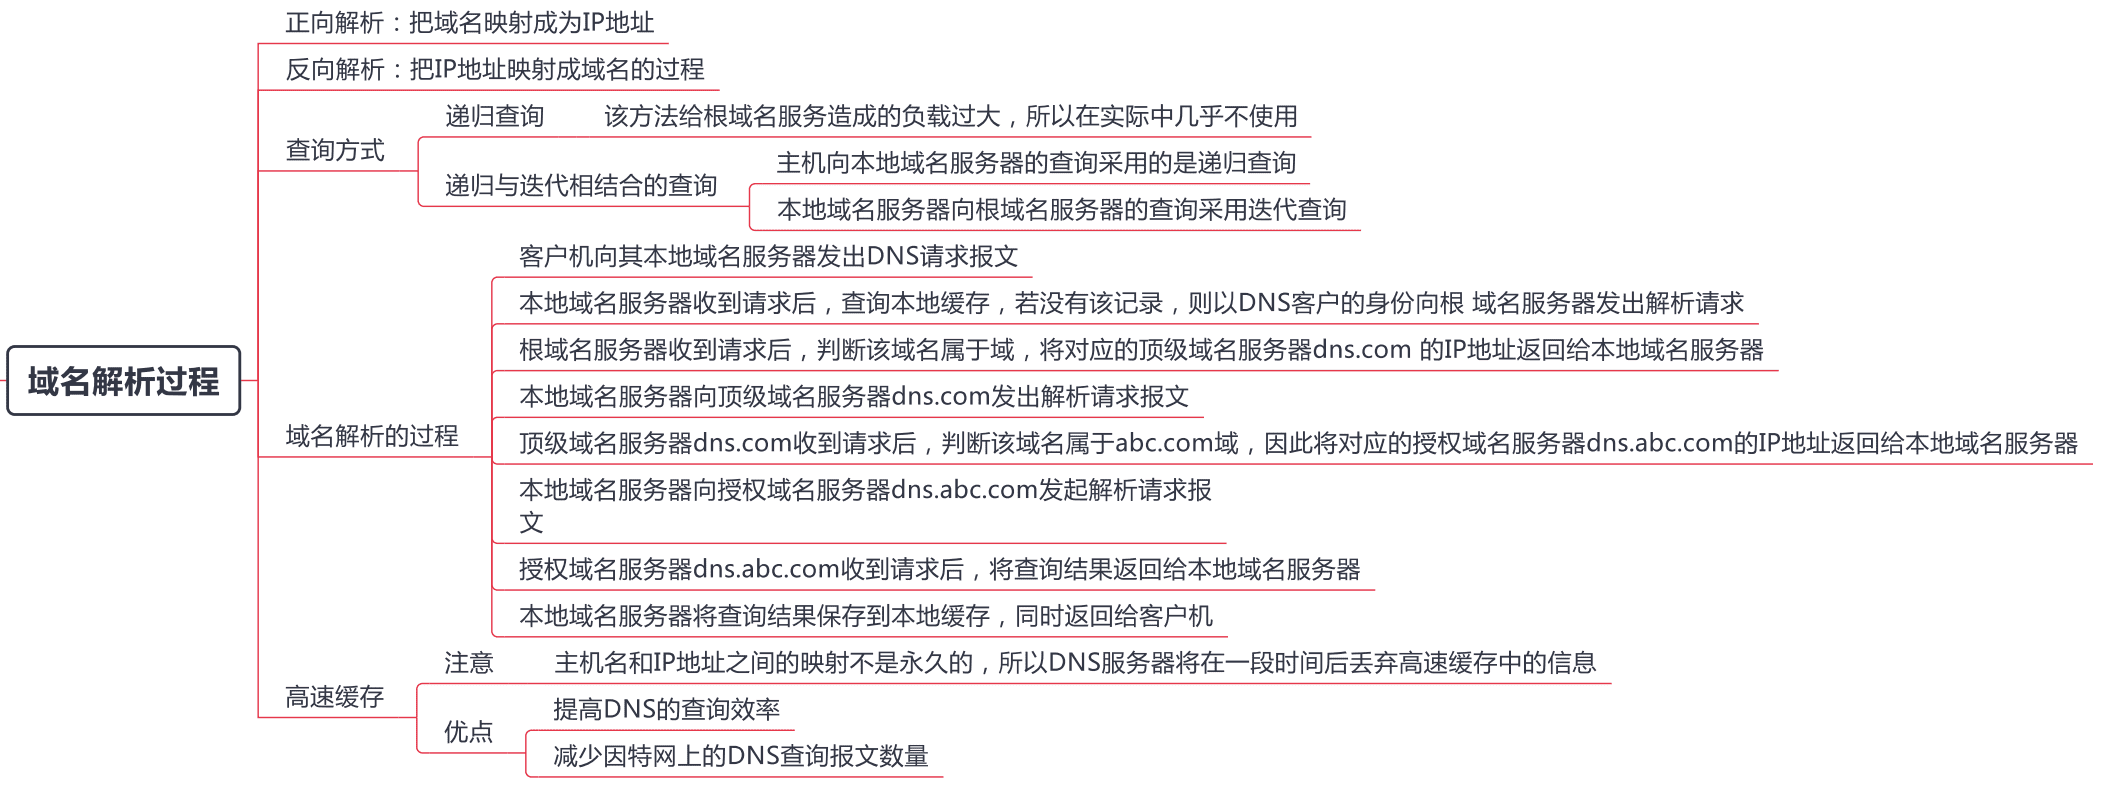 正向解析：把域名映射成为IP地址
反向解析：把IP地址映射成域名的过程
查询方式
递归查询
该方法给根域名服务造成的负载过大，所以在实际中几乎不使用
递归与迭代相结合的查询
主机向本地域名服务器的查询采用的是递归查询
本地域名服务器向根域名服务器的查询采用迭代查询
域名解析过程
域名解析的过程
客户机向其本地域名服务器发出DNS请求报文
本地域名服务器收到请求后，查询本地缓存，若没有该记录，则以DNS客户的身份向根 域名服务器发出解析请求
根域名服务器收到请求后，判断该域名属于域，将对应的顶级域名服务器dns.com 的IP地址返回给本地域名服务器
本地域名服务器向顶级域名服务器dns.com发出解析请求报文
顶级域名服务器dns.com收到请求后，判断该域名属于abc.com域，因此将对应的授权域名服务器dns.abc.com的IP地址返回给本地域名服务器
本地域名服务器向授权域名服务器dns.abc.com发起解析请求报
文
授权域名服务器dns.abc.com收到请求后，将查询结果返回给本地域名服务器
本地域名服务器将查询结果保存到本地缓存，同时返回给客户机
高速缓存
注意
主机名和IP地址之间的映射不是永久的，所以DNS服务器将在一段时间后丢弃高速缓存中的信息
优点
提高DNS的查询效率
减少因特网上的DNS查询报文数量